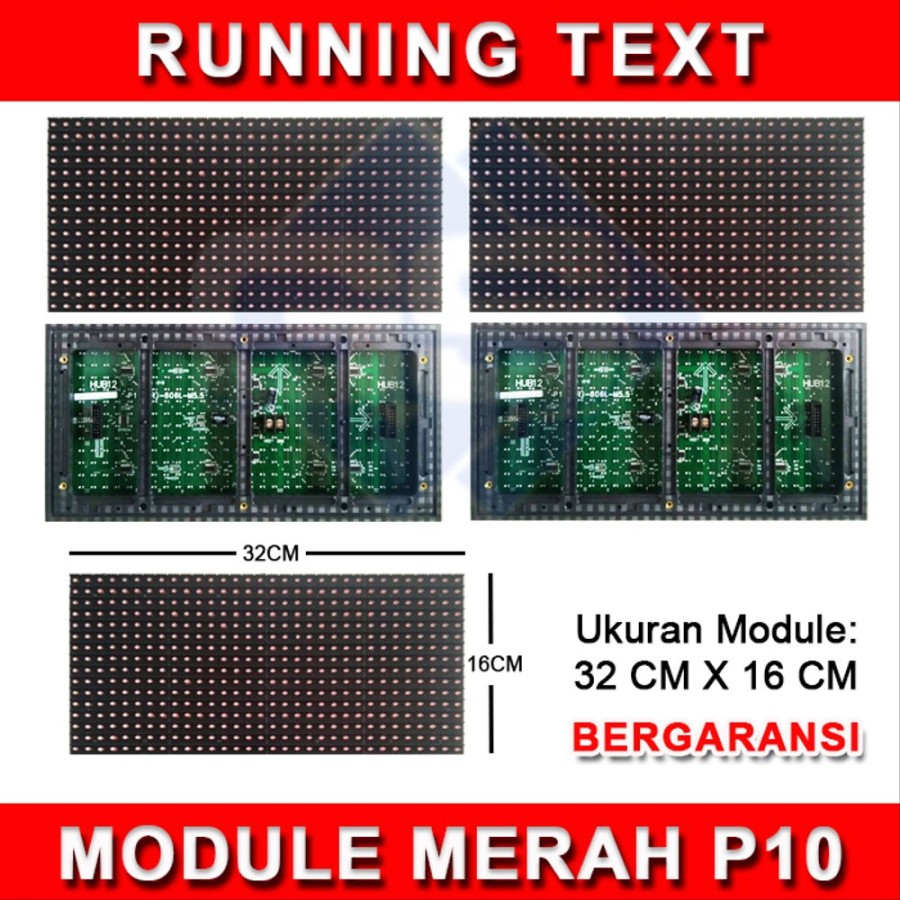 RUNNING TEXT
HUB12
HUB12
HUB12
HUB12
32CM
16CM
Ukuran Module:
32 CM X 16 CM
BERGARANSI
MODULE MERAH P10